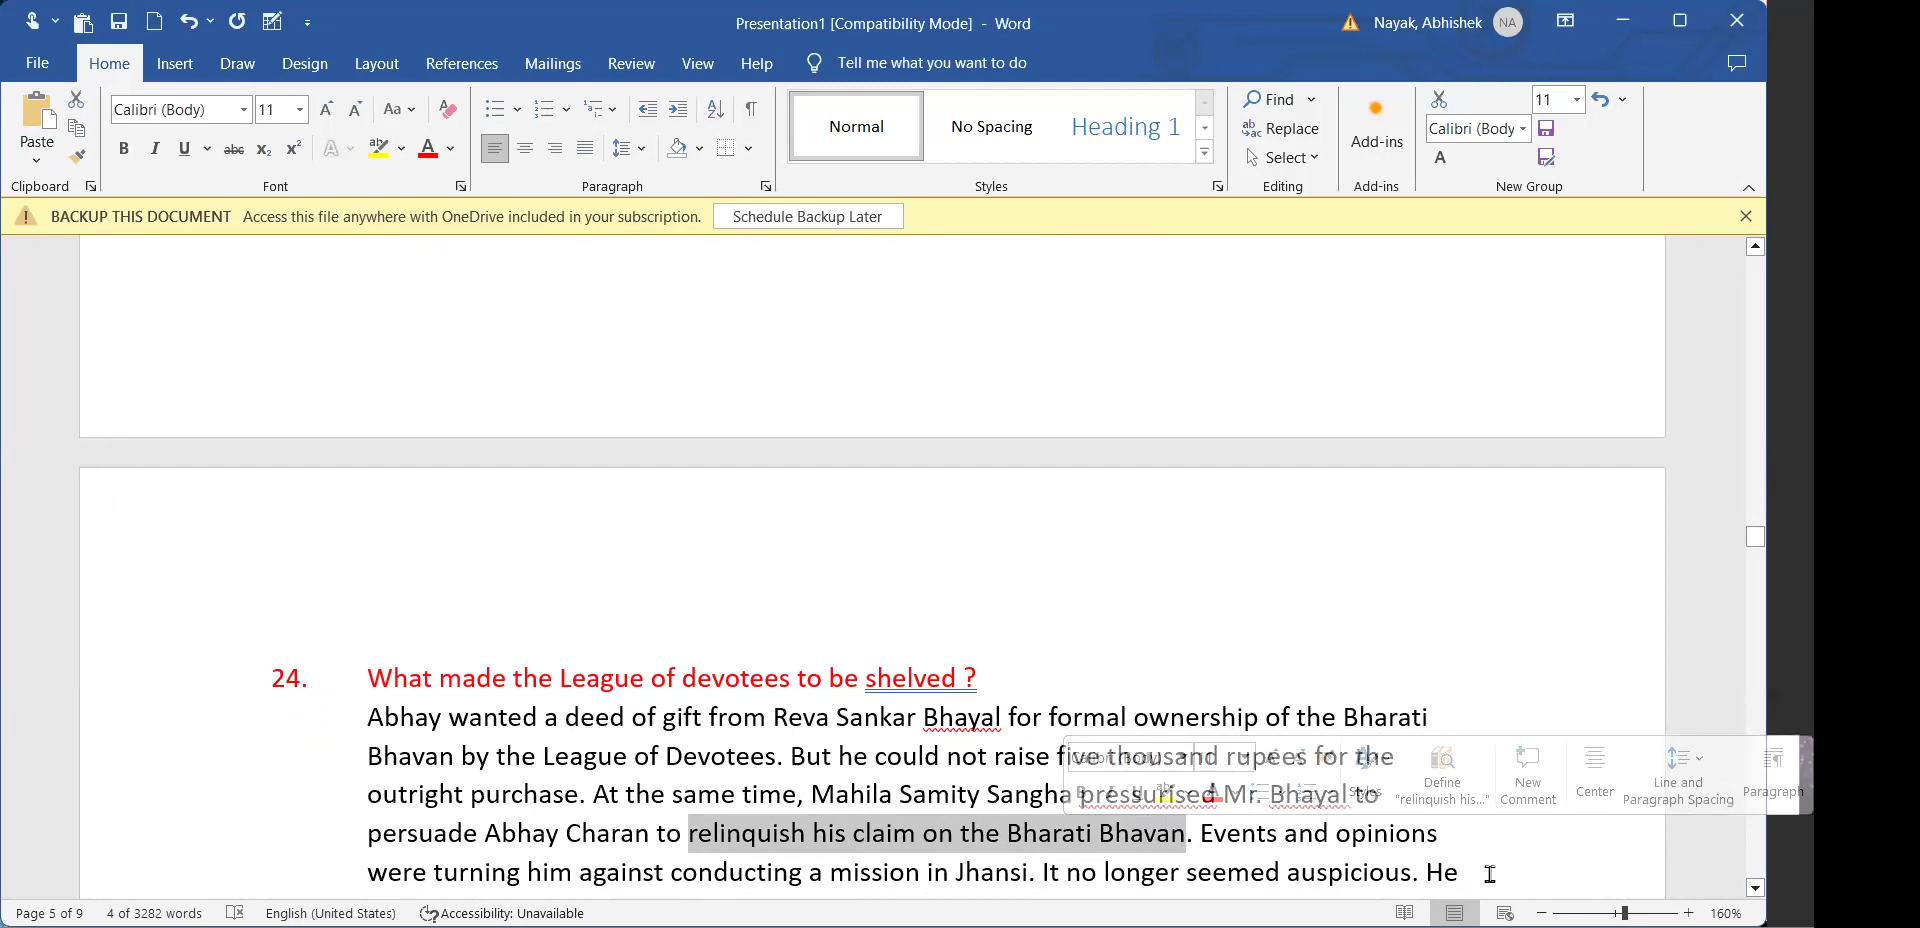 Presentation1 [Compatibility Mode] - Word
Nayak, Abhishek
NA
File Home Insert Draw Design Layout References Mailings Review View Help Tell me what you want to do
Calibri (Body) 11
Aa
Paste
B I U abc x₂ x² A A
Normal No Spacing Heading 1
Find
Replace
Select
Add-ins
11
Calibri (Body
A
Clipboard Font Paragraph Styles Editing Add-ins New Group
BACKUP THIS DOCUMENT Access this file anywhere with OneDrive included in your subscription. Schedule Backup Later
24. What made the League of devotees to be shelved ?
Abhay wanted a deed of gift from Reva Sankar Bhayal for formal ownership of the Bharati
Bhavan by the League of Devotees. But he could not raise five thousand rupees for the
outright purchase. At the same time, Mahila Samity Sangha pressurised Mr. Bhayal to
persuade Abhay Charan to relinquish his claim on the Bharati Bhavan. Events and opinions
were turning him against conducting a mission in Jhansi. It no longer seemed auspicious. He
Styles
Define
"relinquish his..."
New
Comment
Center
Line and
Paragraph Spacing
Paragraph
Page 5 of 9 4 of 3282 words English (United States) Accessibility: Unavailable 160%